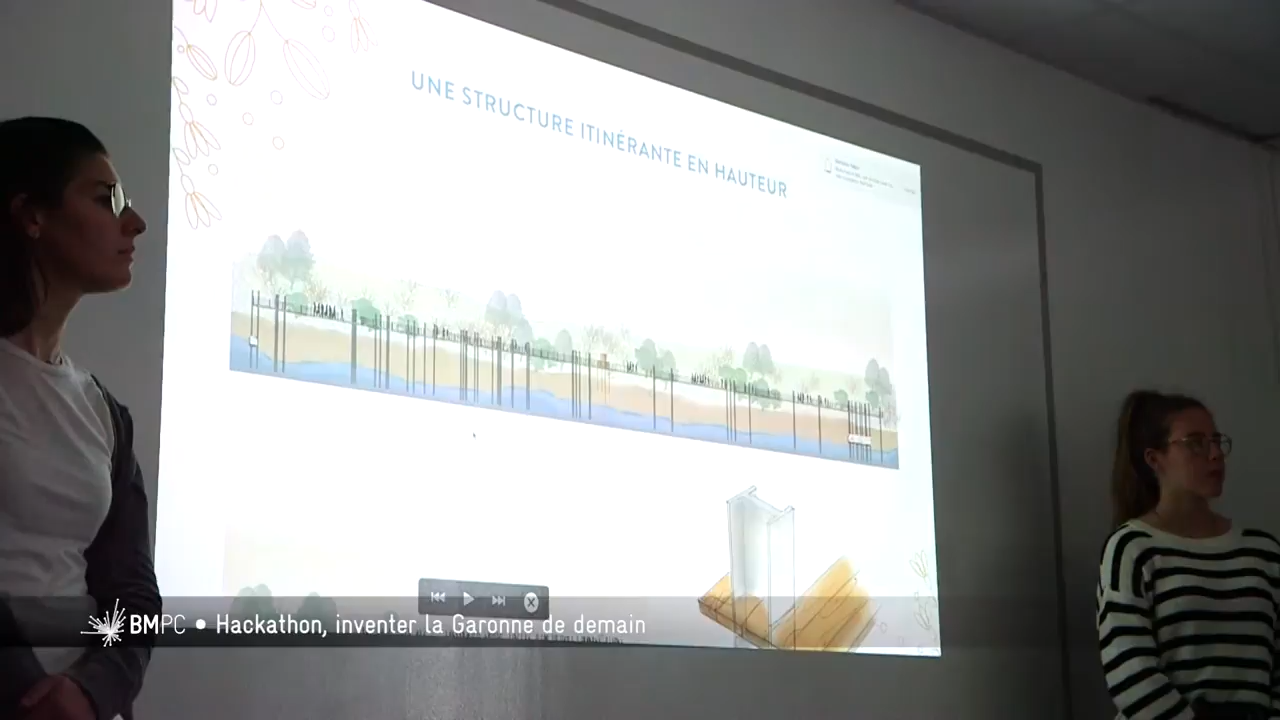 UNE STRUCTURE ITINÉRANTE EN HAUTEUR
BMPC • Hackathon, inventer la Garonne de demain